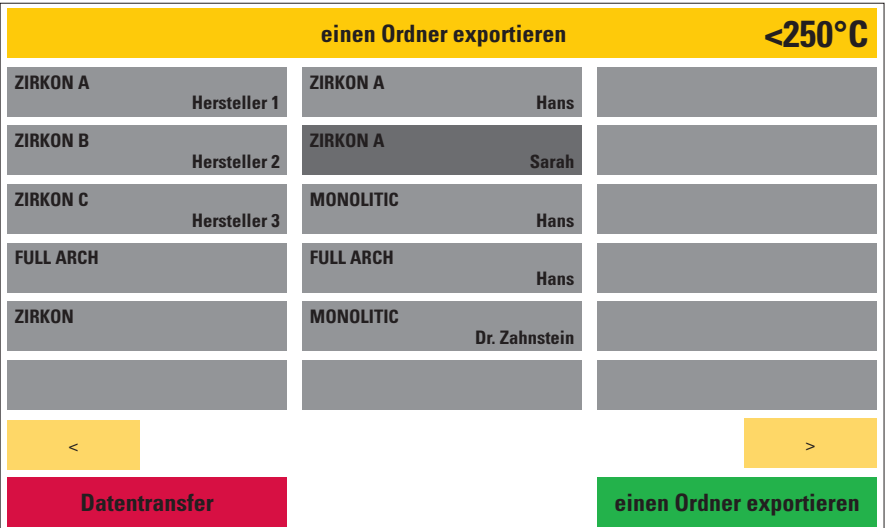 einen Ordner exportieren
<250°C
ZIRKON A
Hersteller 1
ZIRKON A
Hans
ZIRKON B
Hersteller 2
ZIRKON A
Sarah
ZIRKON C
Hersteller 3
MONOLITIC
Hans
FULL ARCH
FULL ARCH
Hans
ZIRKON
MONOLITIC
Dr. Zahnstein
<
>
Datentransfer
einen Ordner exportieren